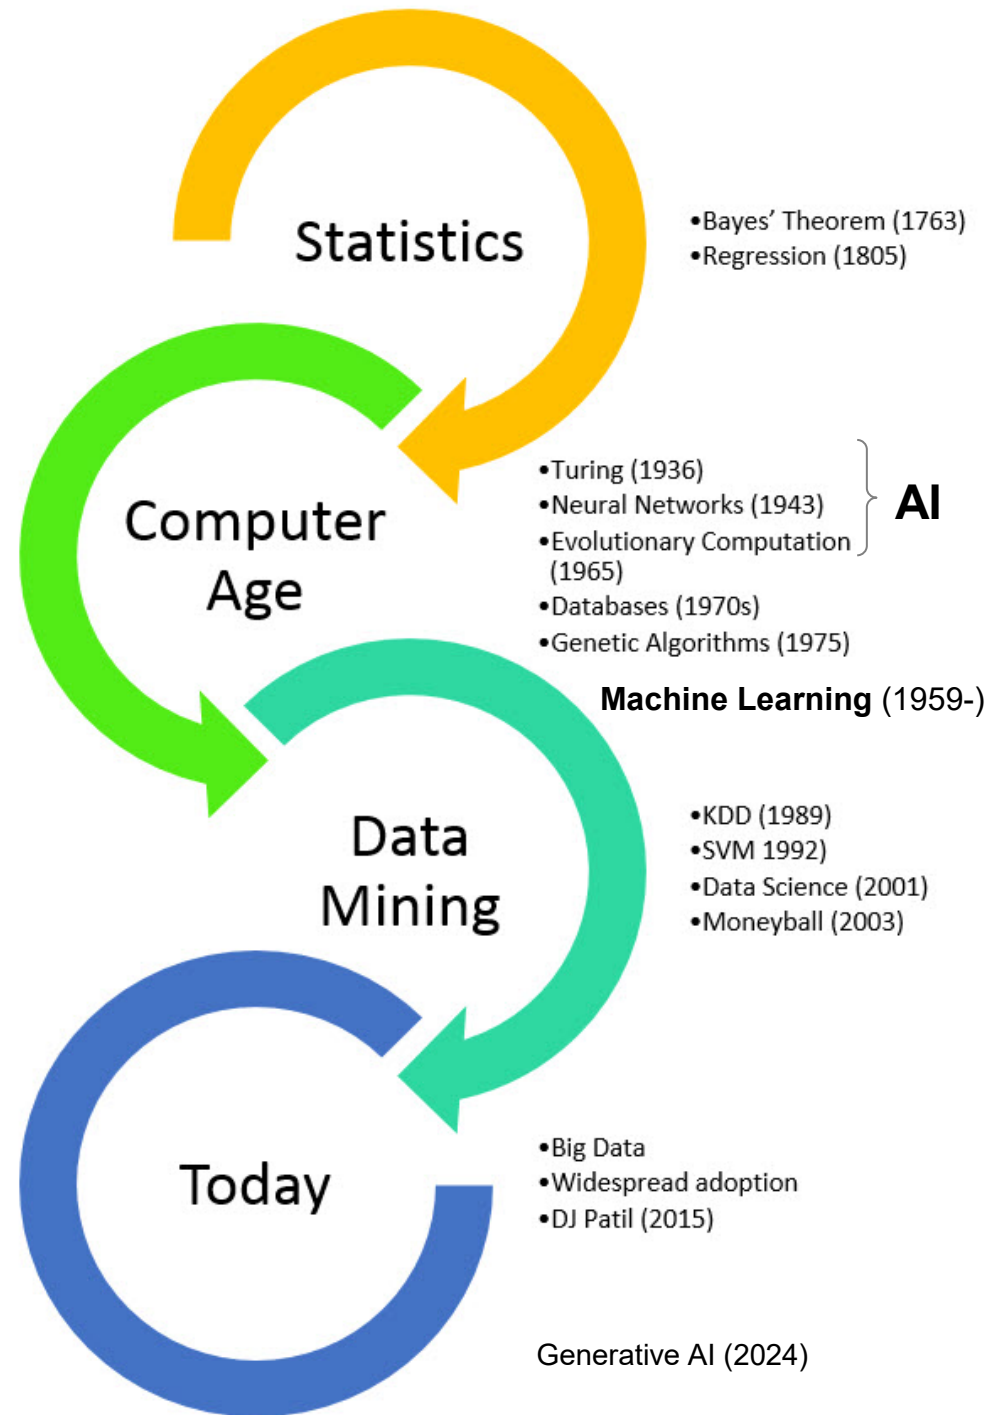 Statistics
•Bayes’ Theorem (1763)
•Regression (1805)
Computer
Age
•Turing (1936)
•Neural Networks (1943)
•Evolutionary Computation
(1965)
•Databases (1970s)
•Genetic Algorithms (1975)
AI
Machine Learning (1959-)
Data
Mining
•KDD (1989)
•SVM 1992)
•Data Science (2001)
•Moneyball (2003)
Today
•Big Data
•Widespread adoption
•DJ Patil (2015)
Generative AI (2024)